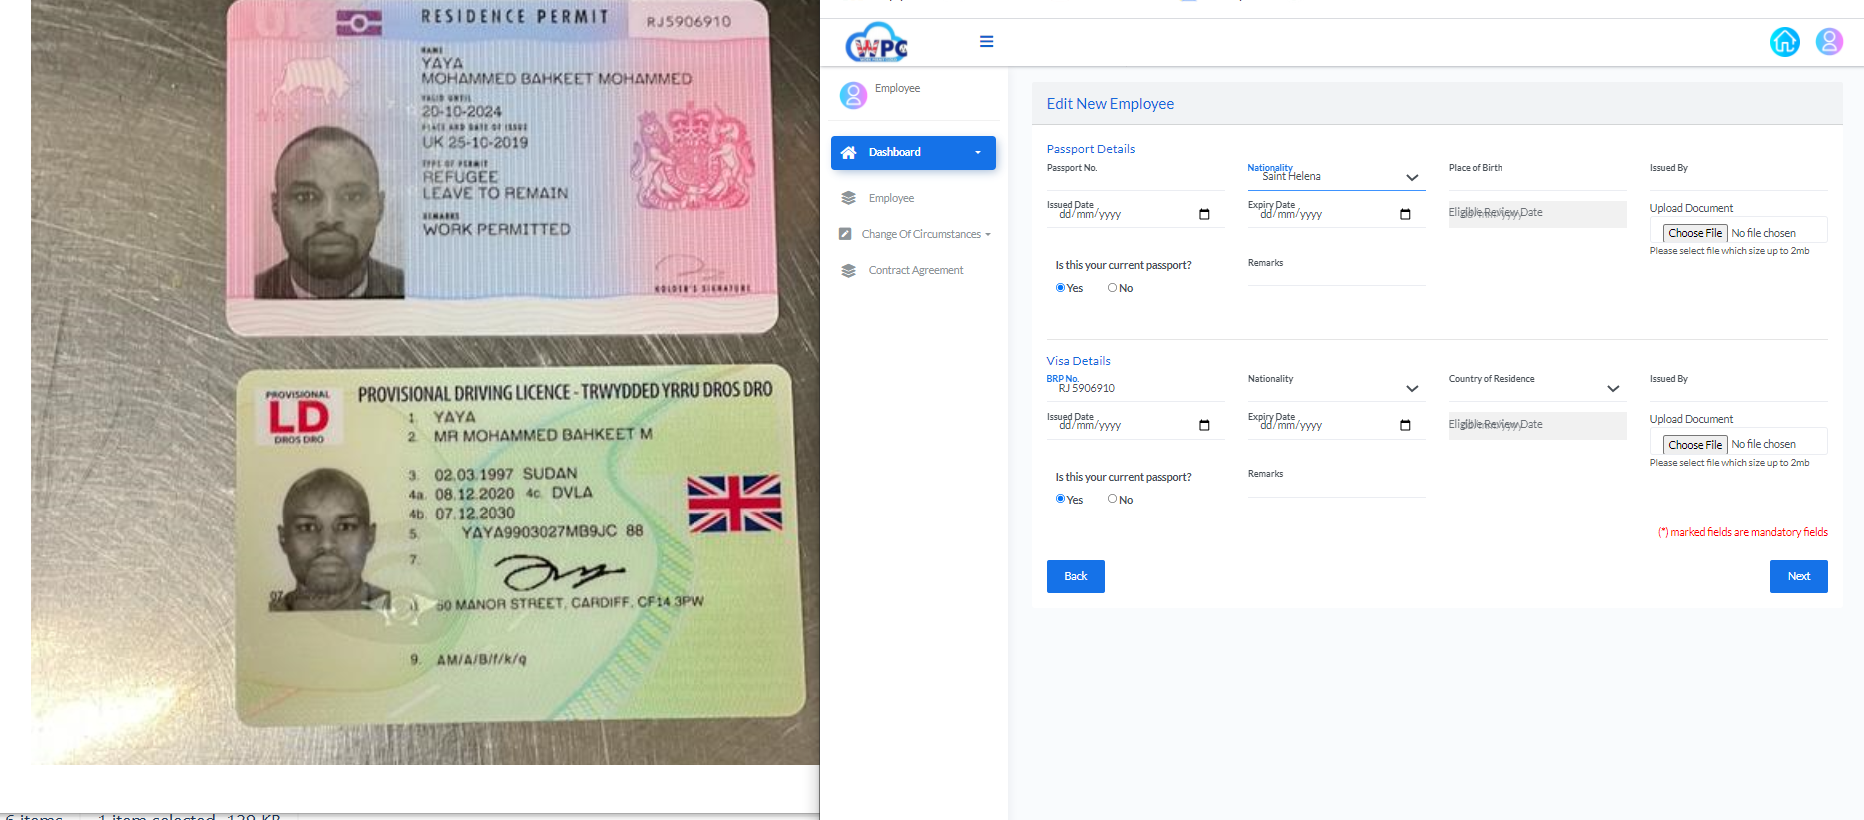 RESIDENCE PERMIT RJ5906910
NAME
YAYA
MOHAMMED BAHKEET MOHAMMED
VALID UNTIL
20-10-2024
PLACE AND DATE OF ISSUE
UK 25-10-2019
TYPE OF PERMIT
REFUGEE
LEAVE TO REMAIN
REMARKS
WORK PERMITTED
HOLDER'S SIGNATURE
PROVISIONAL
LD
DROS DRO
PROVISIONAL DRIVING LICENCE - TRWYDDED YRRU DROS DRO
1. YAYA
2. MR MOHAMMED BAHKEET M
3. 02.03.1997 SUDAN
4a. 08.12.2020 4c. DVLA
4b. 07.12.2030
5. YAYA9903027MB9JC 88
7.
50 MANOR STREET, CARDIFF, CF14 3PW
9. AM/A/B/f/k/q
6 items 1 item selected 129 KB
WPC
Employee
Dashboard
Employee
Change Of Circumstances
Contract Agreement
Edit New Employee
Passport Details
Passport No. Nationality Place of Birth Issued By
Saint Helena
Issued Date Expiry Date Eligible Review Date Upload Document
dd/mm/yyyy dd/mm/yyyy dd/mm/yyyy
Choose File No file chosen
Please select file which size up to 2mb
Is this your current passport? Remarks
Yes No
Visa Details
BRP No. Nationality Country of Residence Issued By
RJ5906910
Issued Date Expiry Date Eligible Review Date Upload Document
dd/mm/yyyy dd/mm/yyyy dd/mm/yyyy
Choose File No file chosen
Please select file which size up to 2mb
Is this your current passport? Remarks
Yes No
(*) marked fields are mandatory fields
Back Next